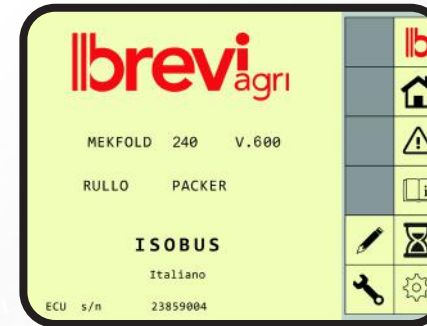 brevi
agri
MEKFOLD 240 V.600
RULLO PACKER
ISOBUS
Italiano
ECU s/n 23859004